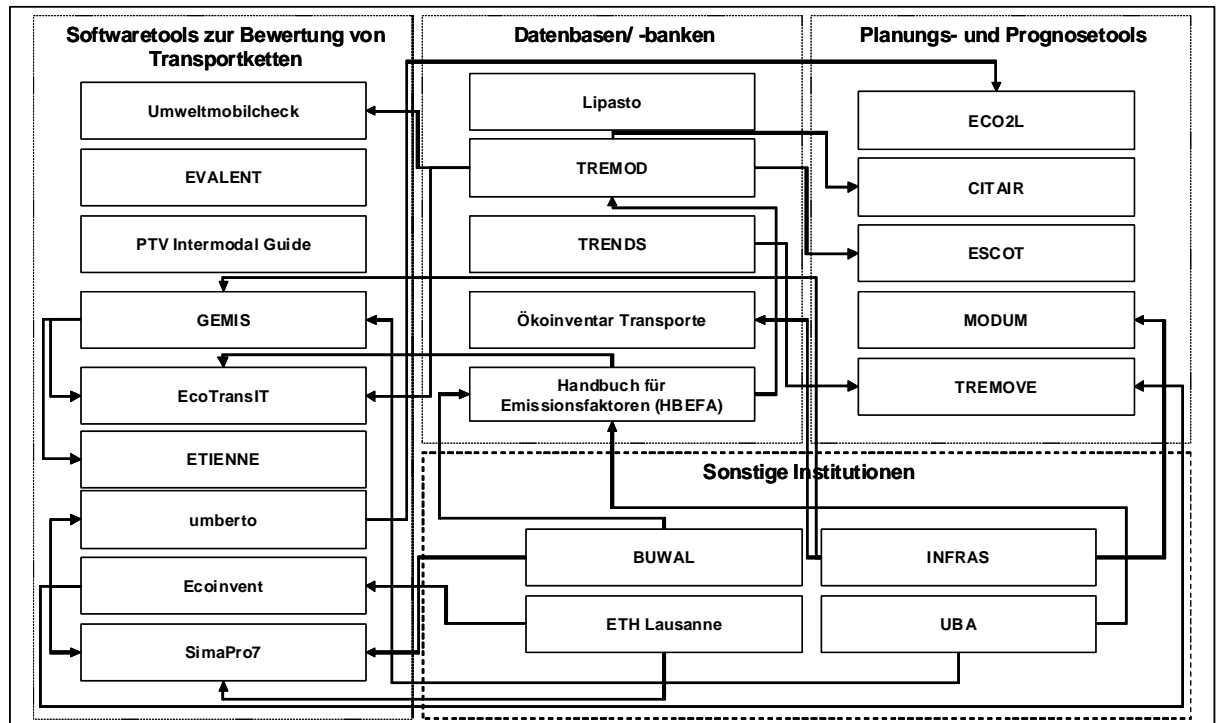 Softwaretools zur Bewertung von
Transportketten
Umweltmobilcheck
EVALENT
PTV Intermodal Guide
GEMIS
EcoTransIT
ETIENNE
umberto
Ecoinvent
SimaPro7
Datenbasen/ -banken
Lipasto
TREMOD
TRENDS
Ökoinventar Transporte
Handbuch für
Emissionsfaktoren (HBEFA)
Planungs- und Prognosetools
ECO2L
CITAIR
ESCOT
MODUM
TREMOVE
Sonstige Institutionen
BUWAL
INFRAS
ETH Lausanne
UBA